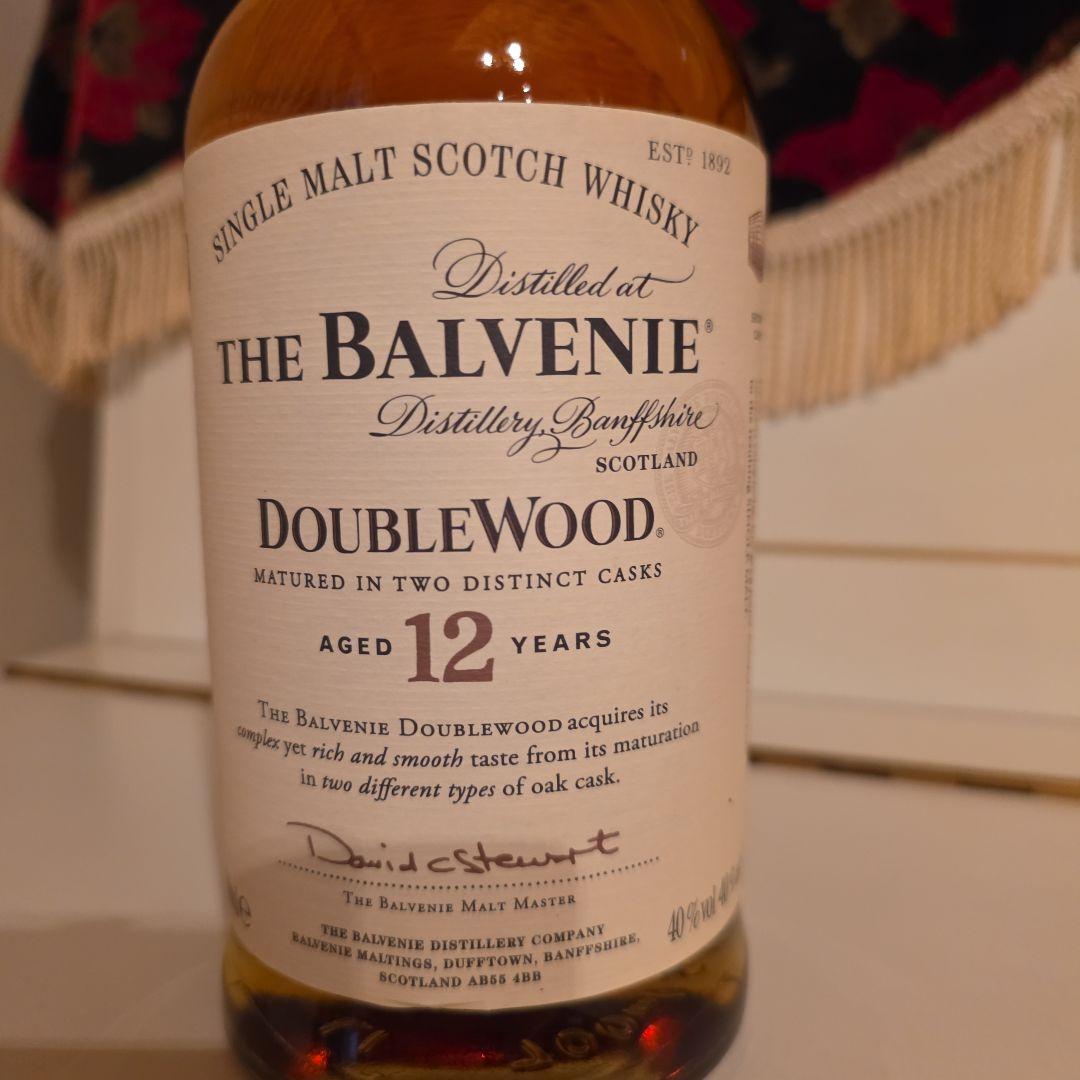 SINGLE MALT SCOTCH WHISKY
ESTD 1892
Distilled at
THE BALVENIE®
Distillery, Banffshire
SCOTLAND
DOUBLEWOOD®
MATURED IN TWO DISTINCT CASKS
AGED 12 YEARS
THE BALVENIE DOUBLEWOOD acquires its
complex yet rich and smooth taste from its maturation
in two different types of oak cask.
David C Stewart
THE BALVENIE MALT MASTER
THE BALVENIE DISTILLERY COMPANY
BALVENIE MALTINGS, DUFFTOWN, BANFFSHIRE,
SCOTLAND AB55 4BB
40%vol